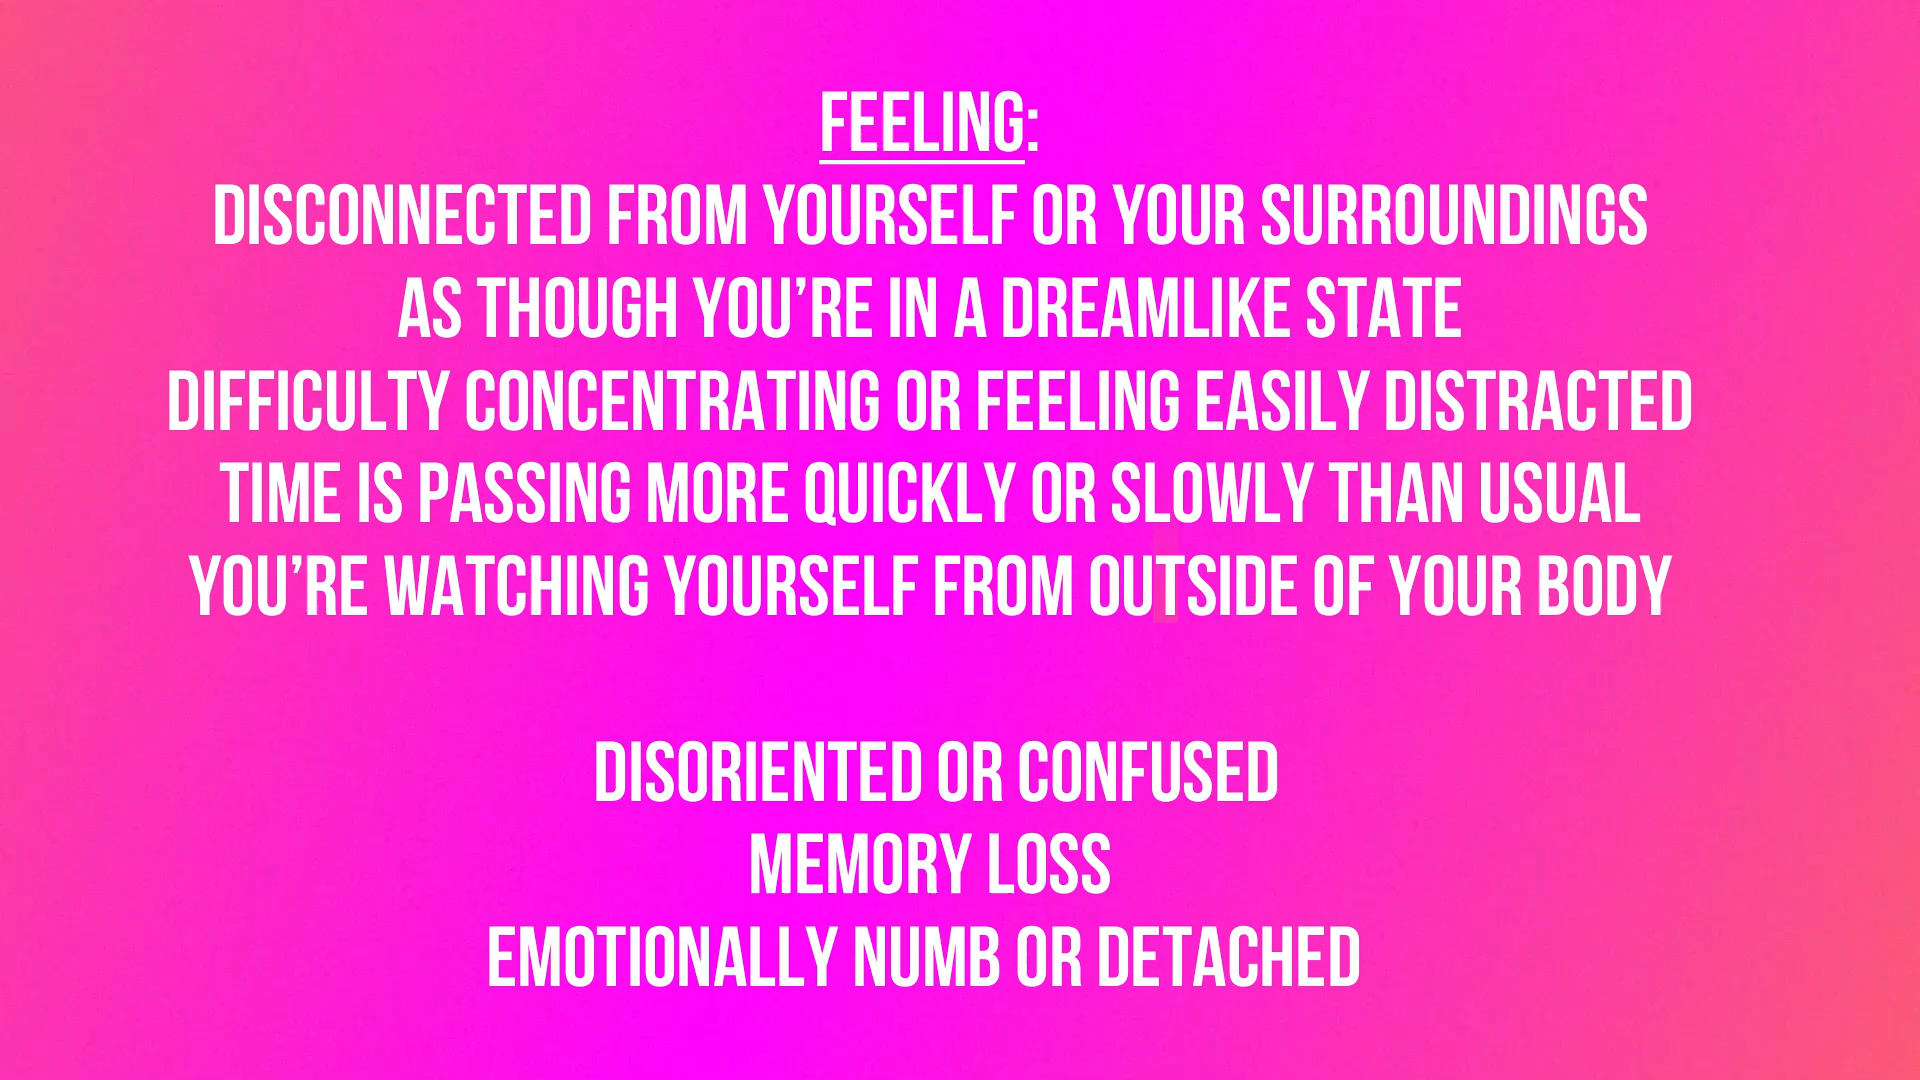 FEELING:
DISCONNECTED FROM YOURSELF OR YOUR SURROUNDINGS
AS THOUGH YOU’RE IN A DREAMLIKE STATE
DIFFICULTY CONCENTRATING OR FEELING EASILY DISTRACTED
TIME IS PASSING MORE QUICKLY OR SLOWLY THAN USUAL
YOU’RE WATCHING YOURSELF FROM OUTSIDE OF YOUR BODY
DISORIENTED OR CONFUSED
MEMORY LOSS
EMOTIONALLY NUMB OR DETACHED